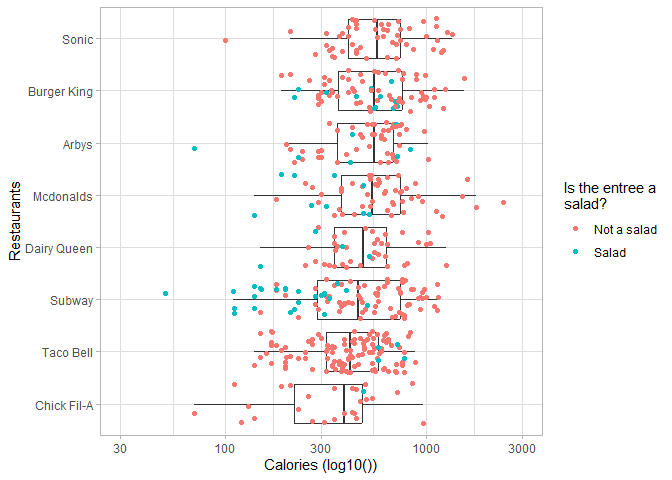 Sonic
Burger King
Arbys
Mcdonalds
Dairy Queen
Subway
Taco Bell
Chick Fil-A
Restaurants
30
100
300
1000
3000
Calories (log10())
Is the entree a
salad?
Not a salad
Salad